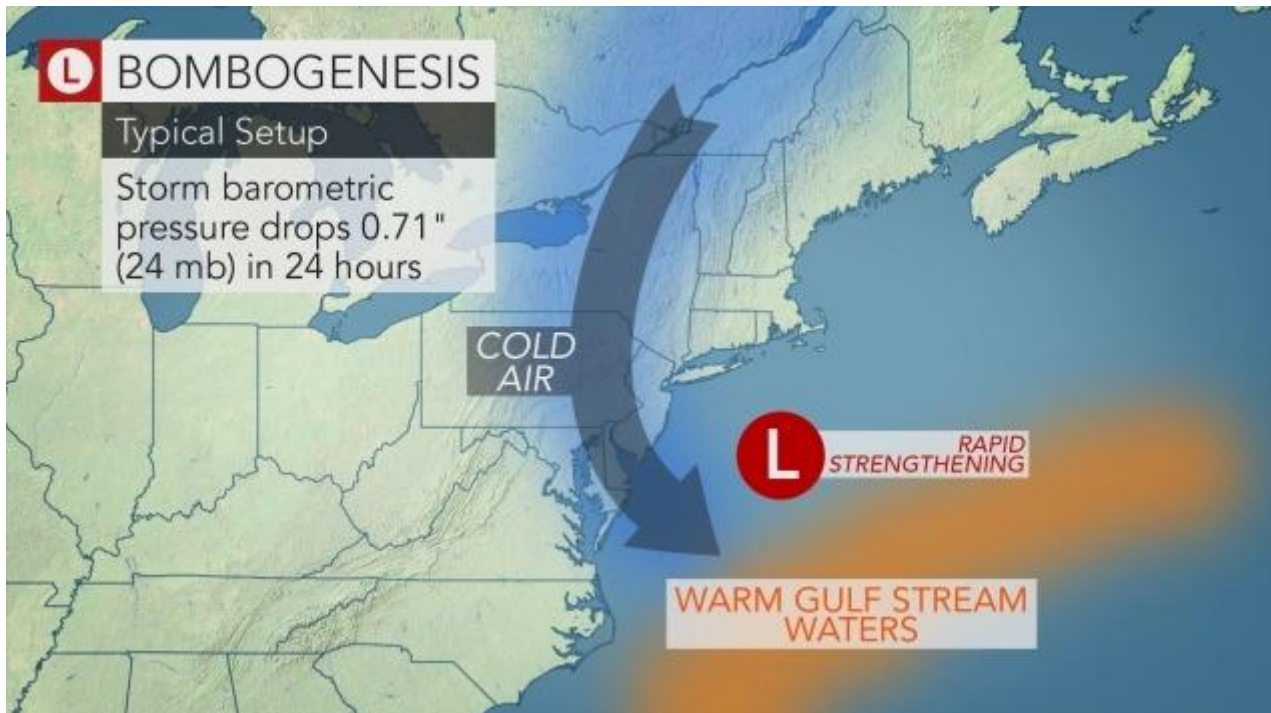 L BOMBOGENESIS
Typical Setup
Storm barometric
pressure drops 0.71"
(24 mb) in 24 hours
COLD
AIR
L
RAPID
STRENGTHENING
WARM GULF STREAM
WATERS